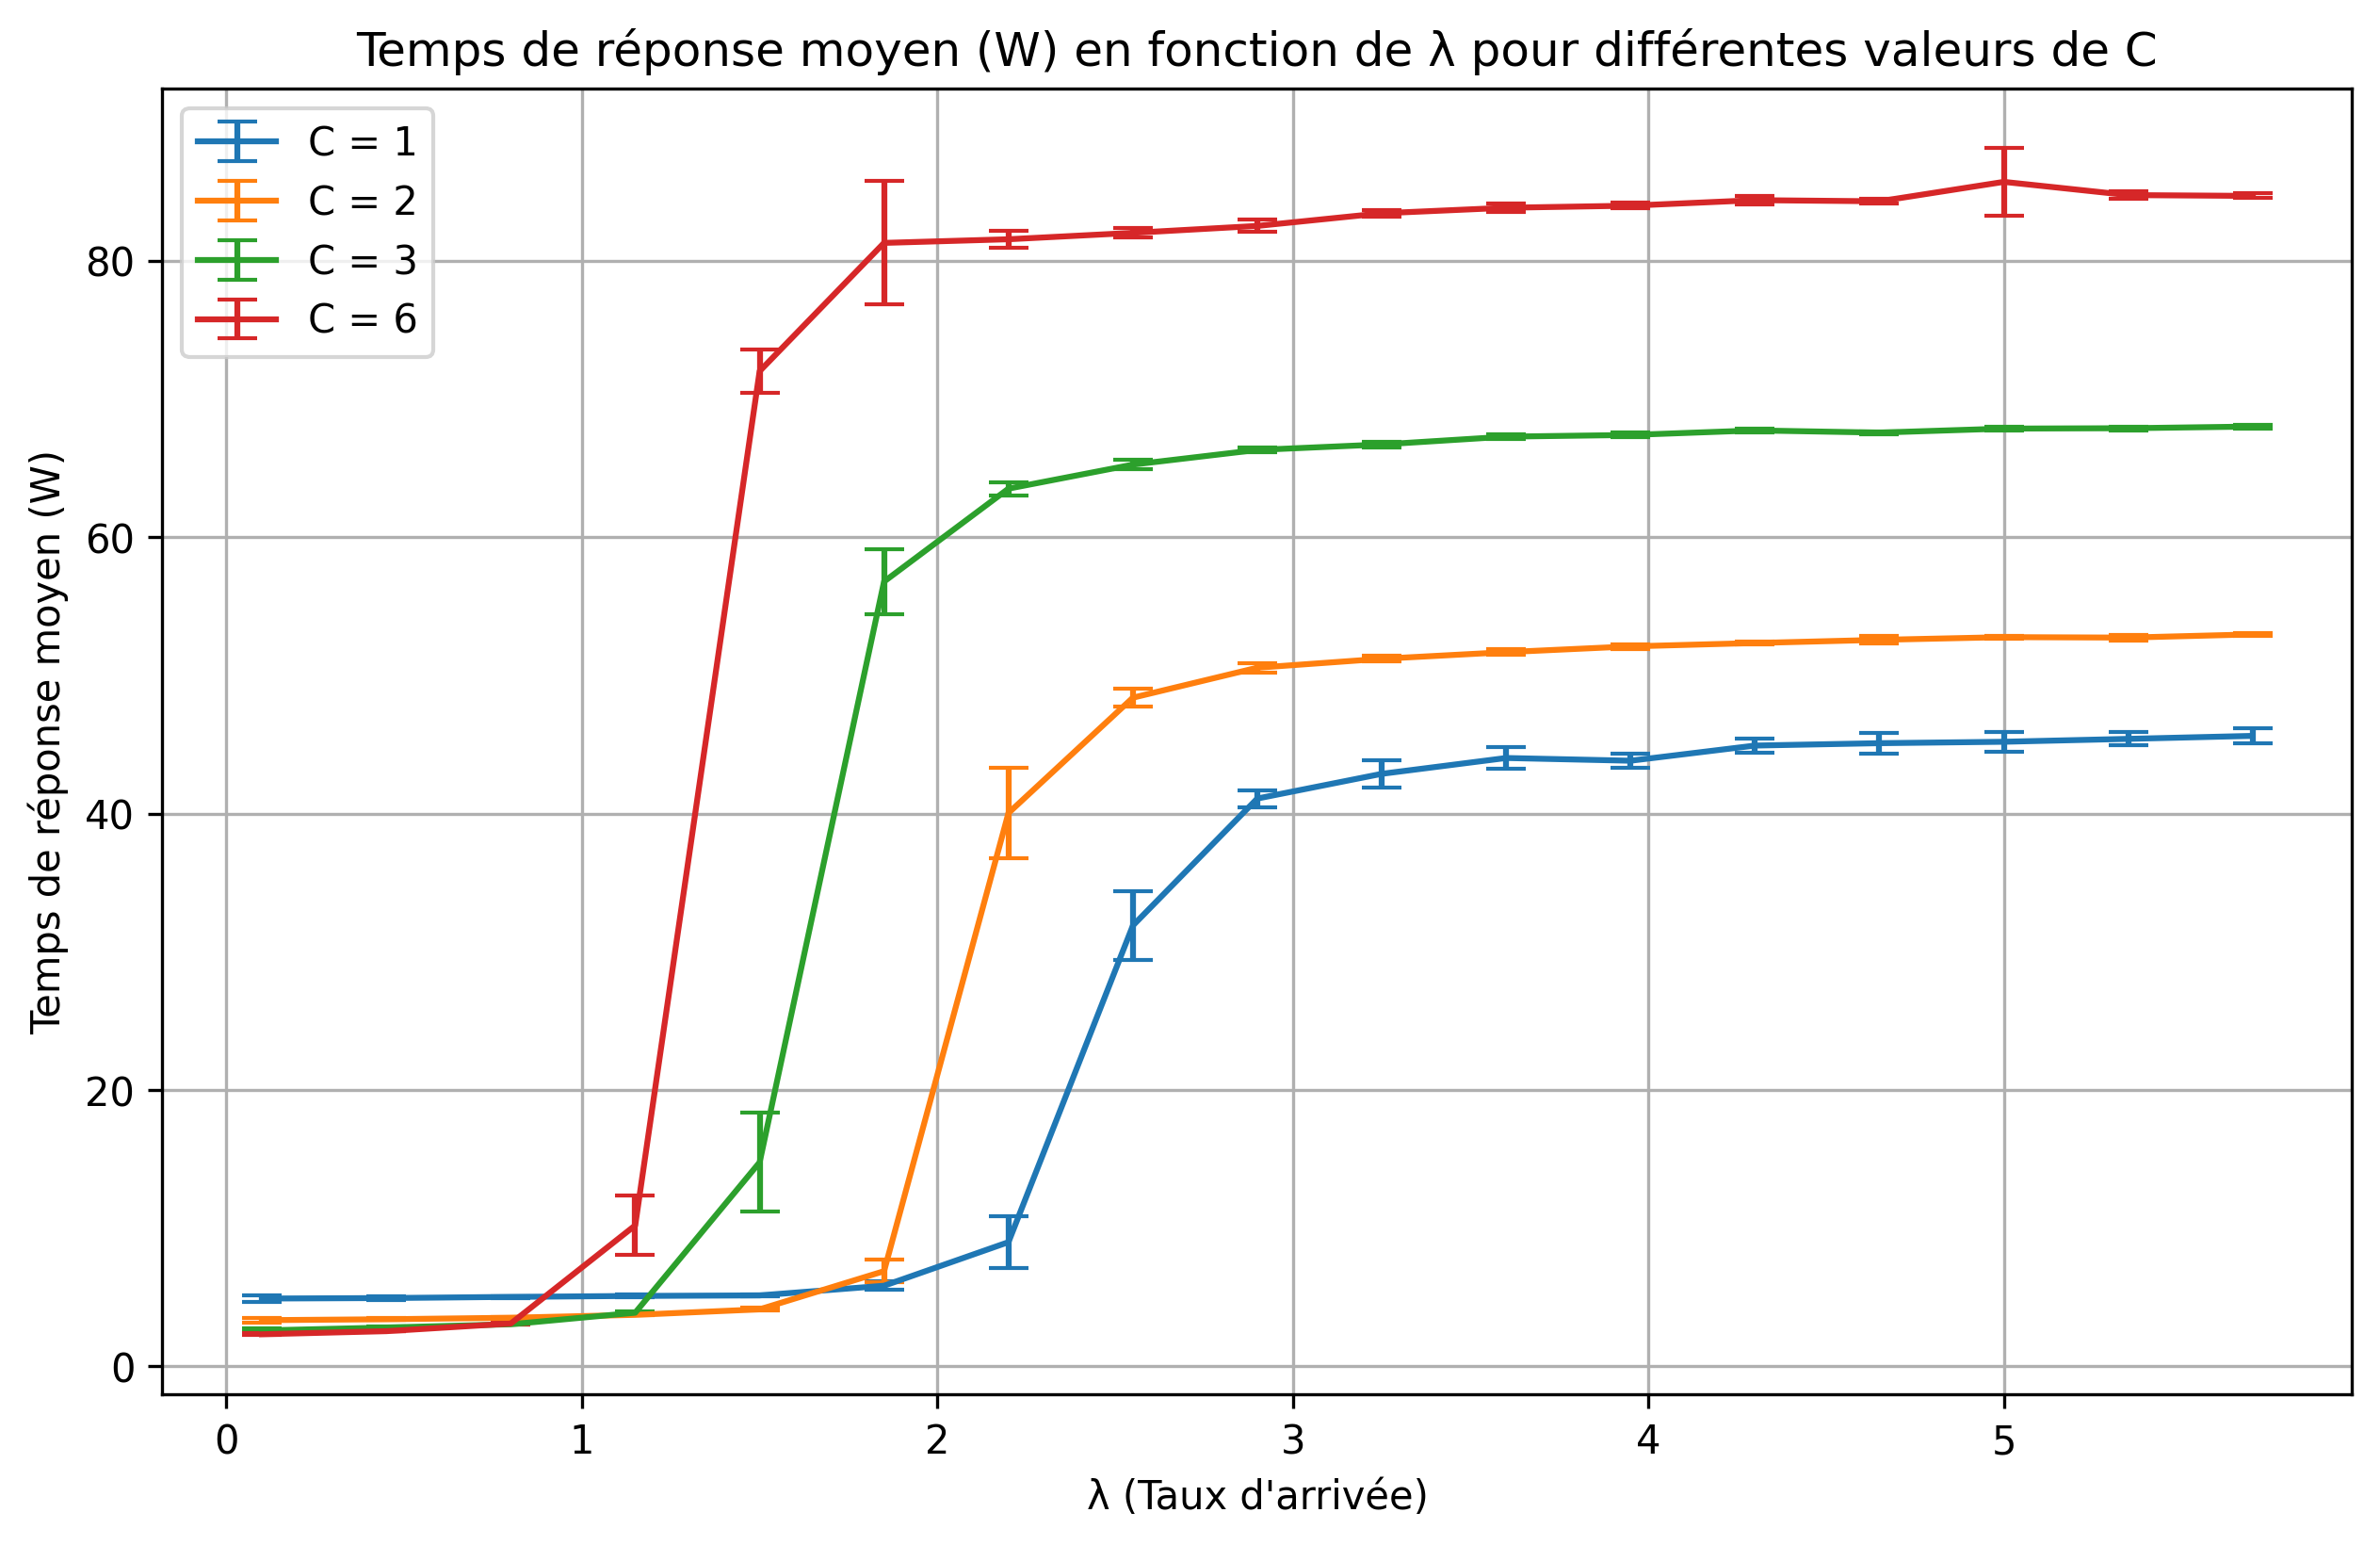 Temps de réponse moyen (W) en fonction de λ pour différentes valeurs de C
C = 1
C = 2
C = 3
C = 6
Temps de réponse moyen (W)
80
60
40
20
0
0 1 2 3 4 5
λ (Taux d'arrivée)